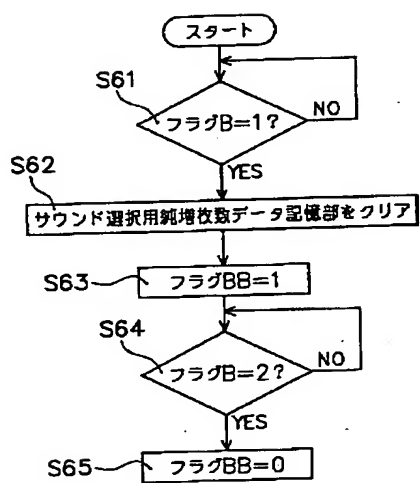 スタート
S61
フラグB=1?
NO
YES
S62
サウンド選択用純増枚数データ記憶部をクリア
S63
フラグBB=1
S64
フラグB=2?
NO
YES
S65
フラグBB=0